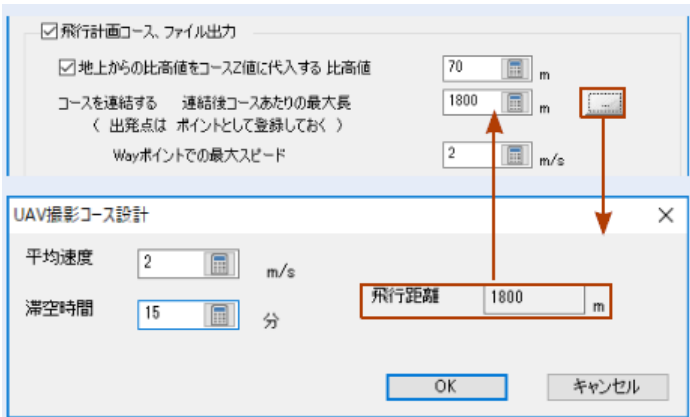 飛行計画コース、ファイル出力
地上からの比高値をコースZ値に代入する 比高値 70 m
コースを連結する 連結後コースあたりの最大長 1800 m ...
( 出発点は ポイントとして登録しておく )
Wayポイントでの最大スピード 2 m/s
UAV撮影コース設計
平均速度 2 m/s
飛行距離 1800 m
滞空時間 15 分
OK キャンセル